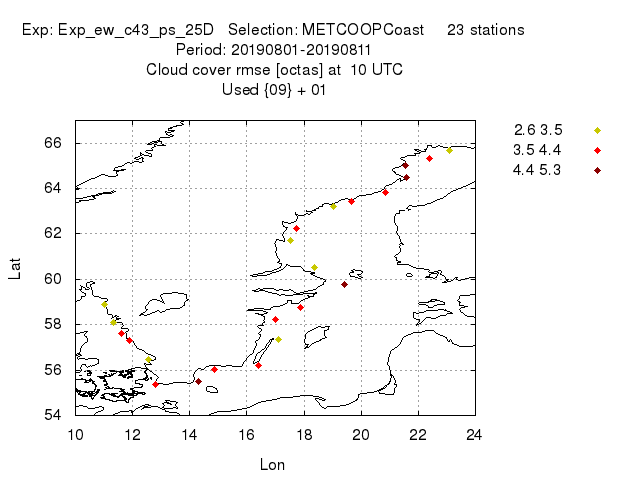 Exp: Exp_ew_c43_ps_25D   Selection: METCOOPCoast     23 stations
Period: 20190801-20190811
Cloud cover rmse [octas] at  10 UTC
Used {09} + 01
2.6 3.5
3.5 4.4
4.4 5.3
66
64
62
60
58
56
54
Lat
10 12 14 16 18 20 22 24
Lon